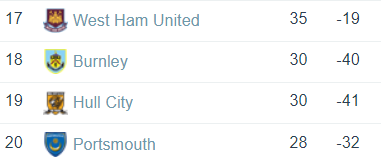 17 West Ham United 35 -19
18 Burnley 30 -40
19 Hull City 30 -41
20 Portsmouth 28 -32